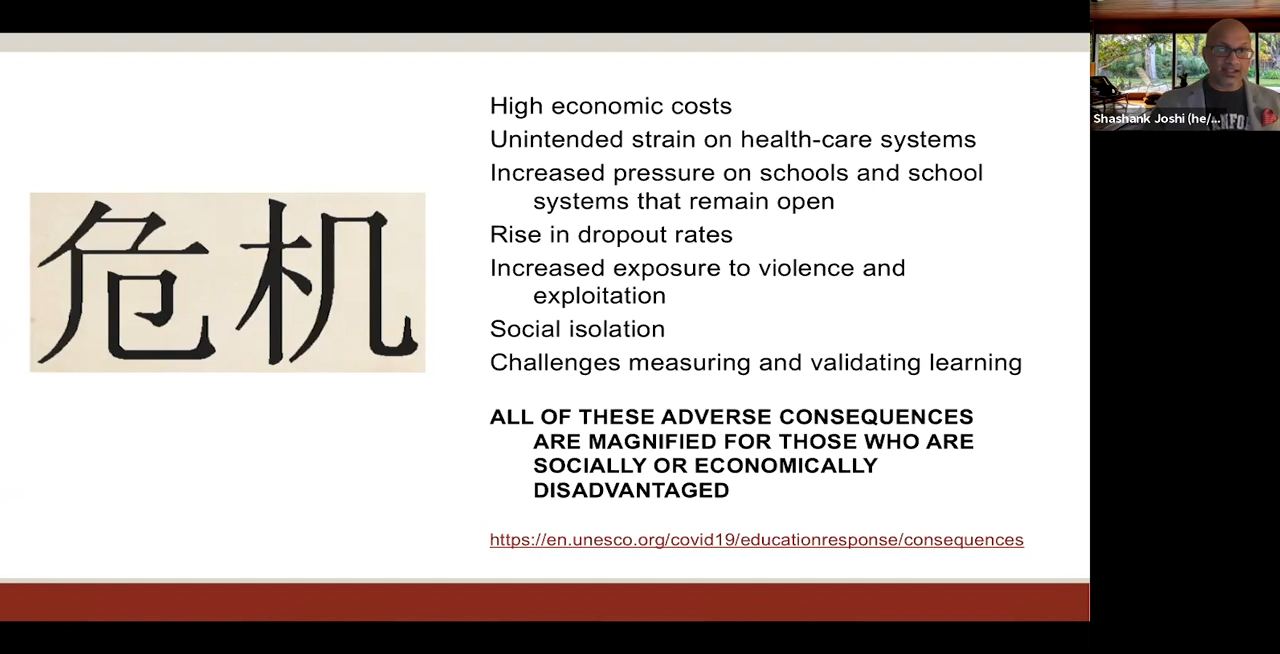 危机
High economic costs
Unintended strain on health-care systems
Increased pressure on schools and school
systems that remain open
Rise in dropout rates
Increased exposure to violence and
exploitation
Social isolation
Challenges measuring and validating learning
ALL OF THESE ADVERSE CONSEQUENCES
ARE MAGNIFIED FOR THOSE WHO ARE
SOCIALLY OR ECONOMICALLY
DISADVANTAGED
https://en.unesco.org/covid19/educationresponse/consequences
Shashank Joshi (he/...